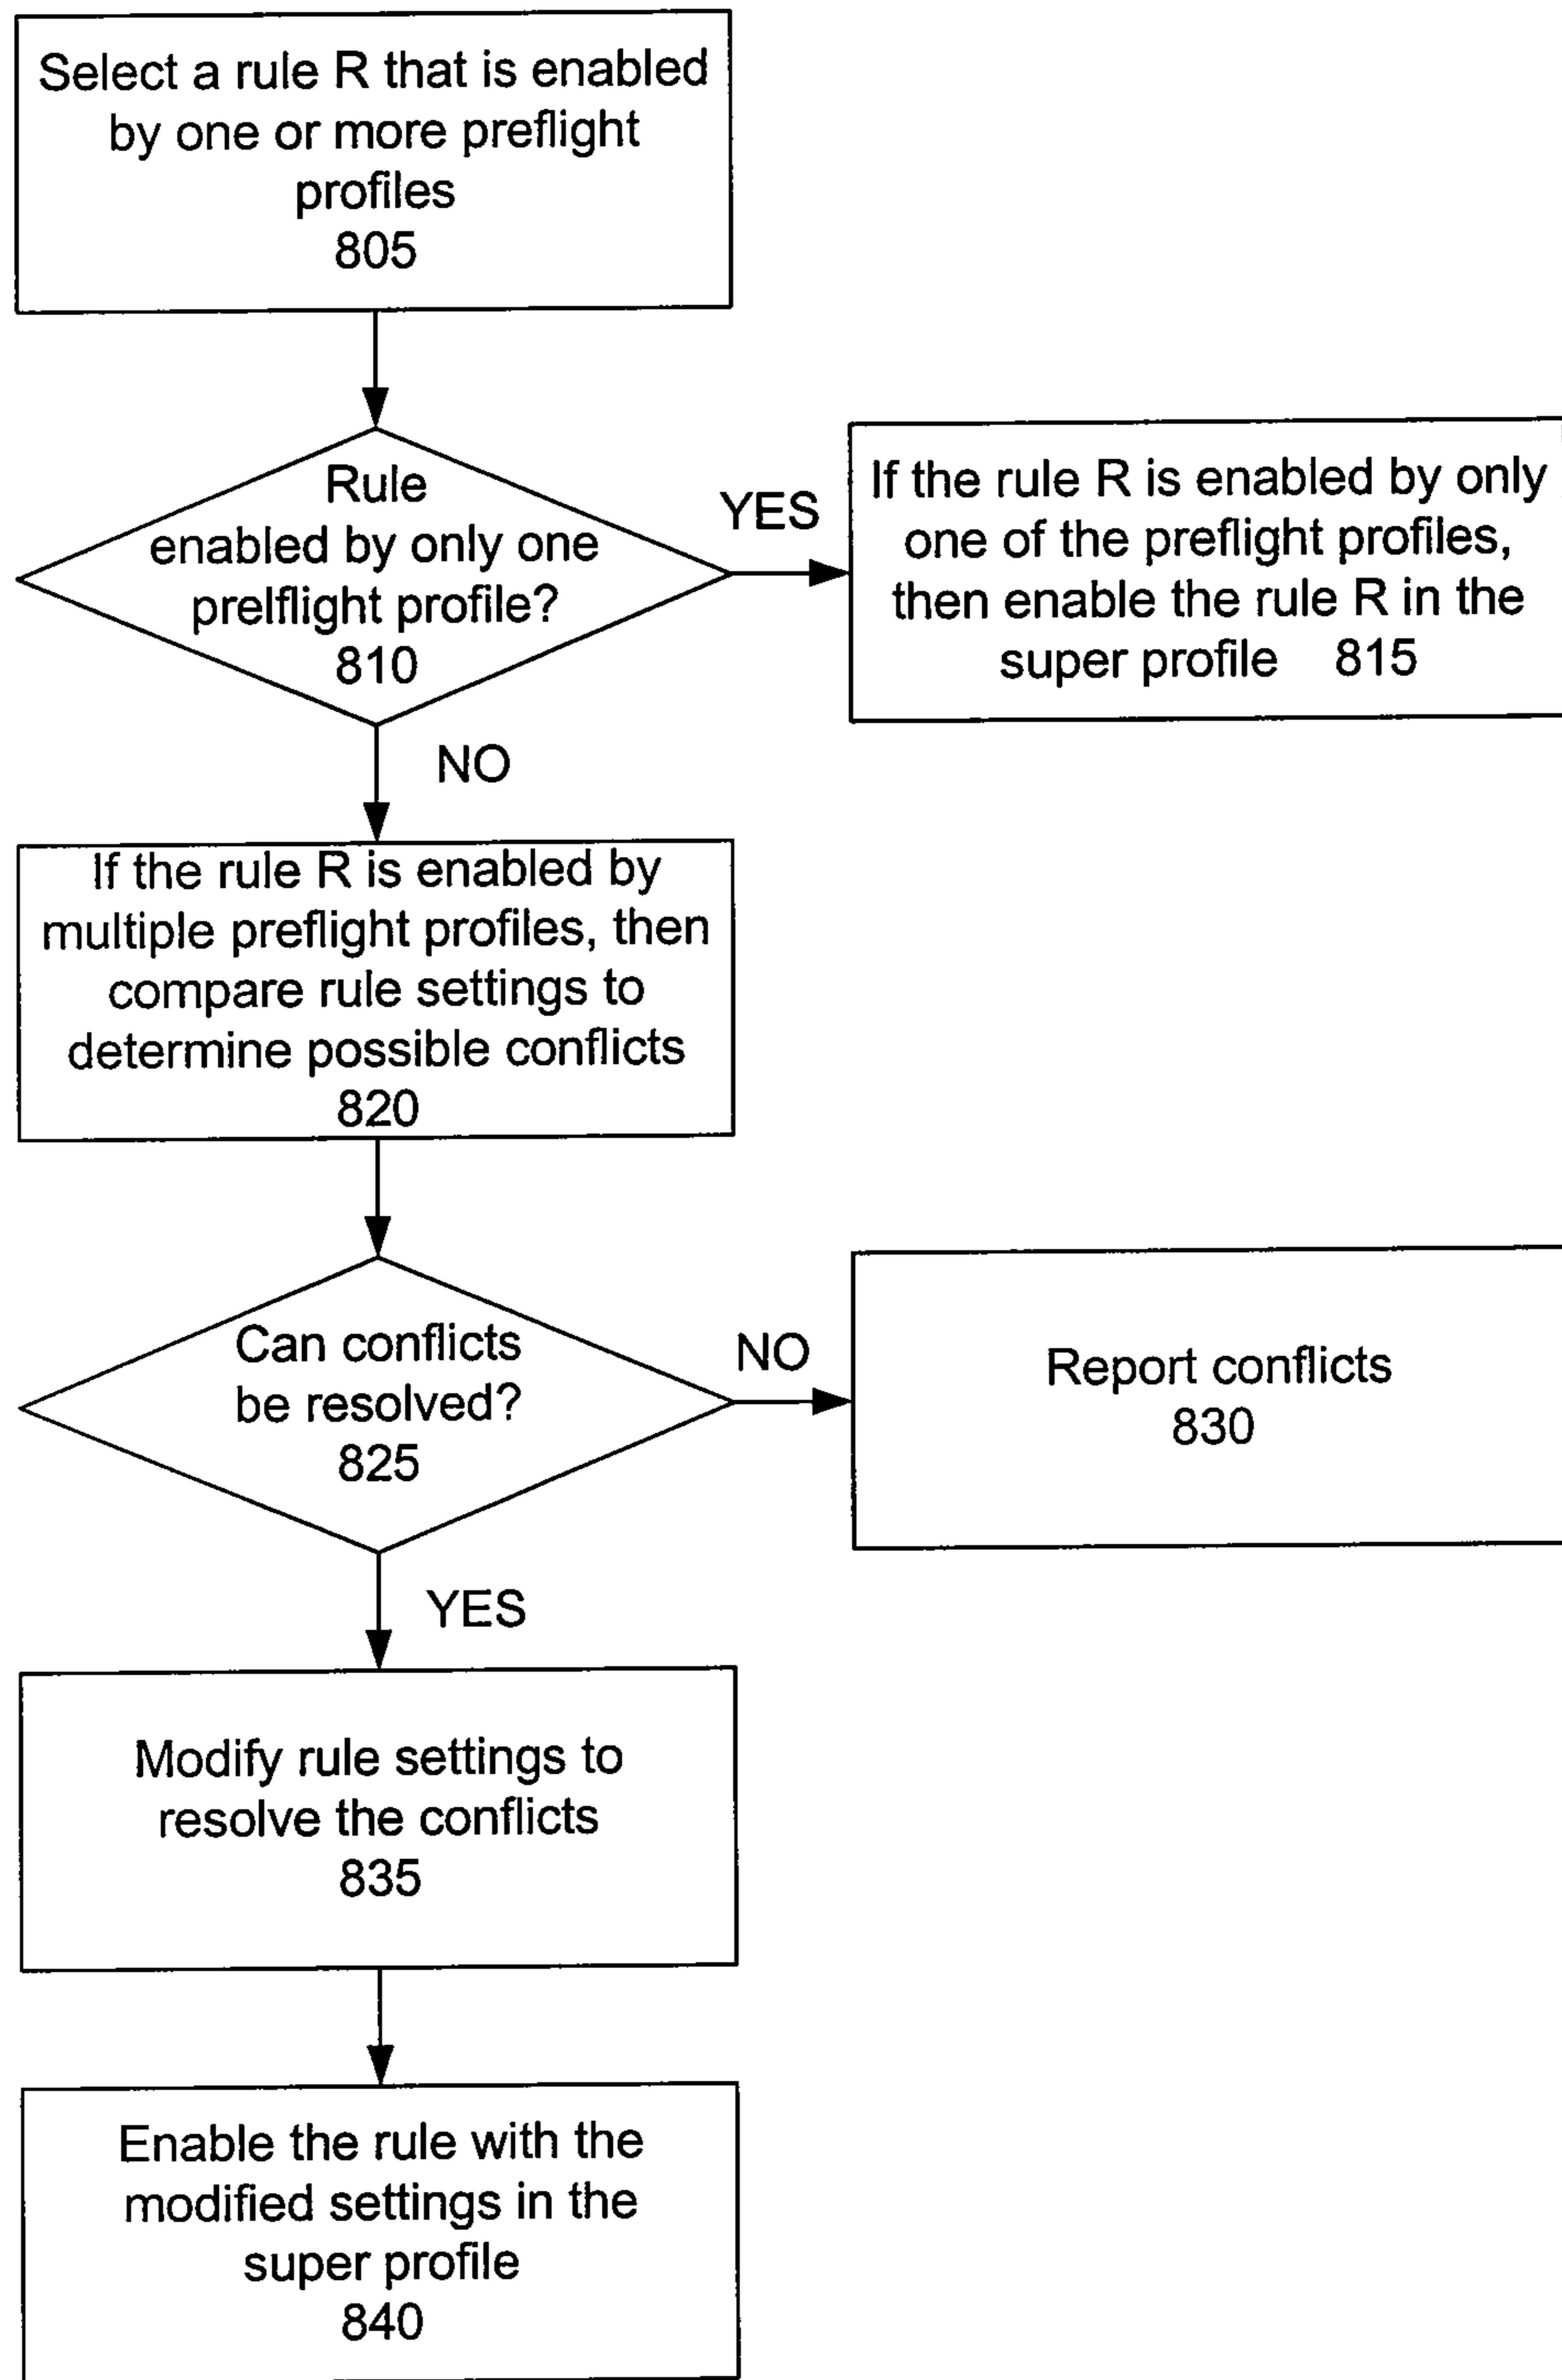 Select a rule R that is enabled
by one or more preflight
profiles
805
Rule
enabled by only one
prelflight profile?
810
YES
If the rule R is enabled by only
one of the preflight profiles,
then enable the rule R in the
super profile 815
NO
If the rule R is enabled by
multiple preflight profiles, then
compare rule settings to
determine possible conflicts
820
Can conflicts
be resolved?
825
NO
Report conflicts
830
YES
Modify rule settings to
resolve the conflicts
835
Enable the rule with the
modified settings in the
super profile
840